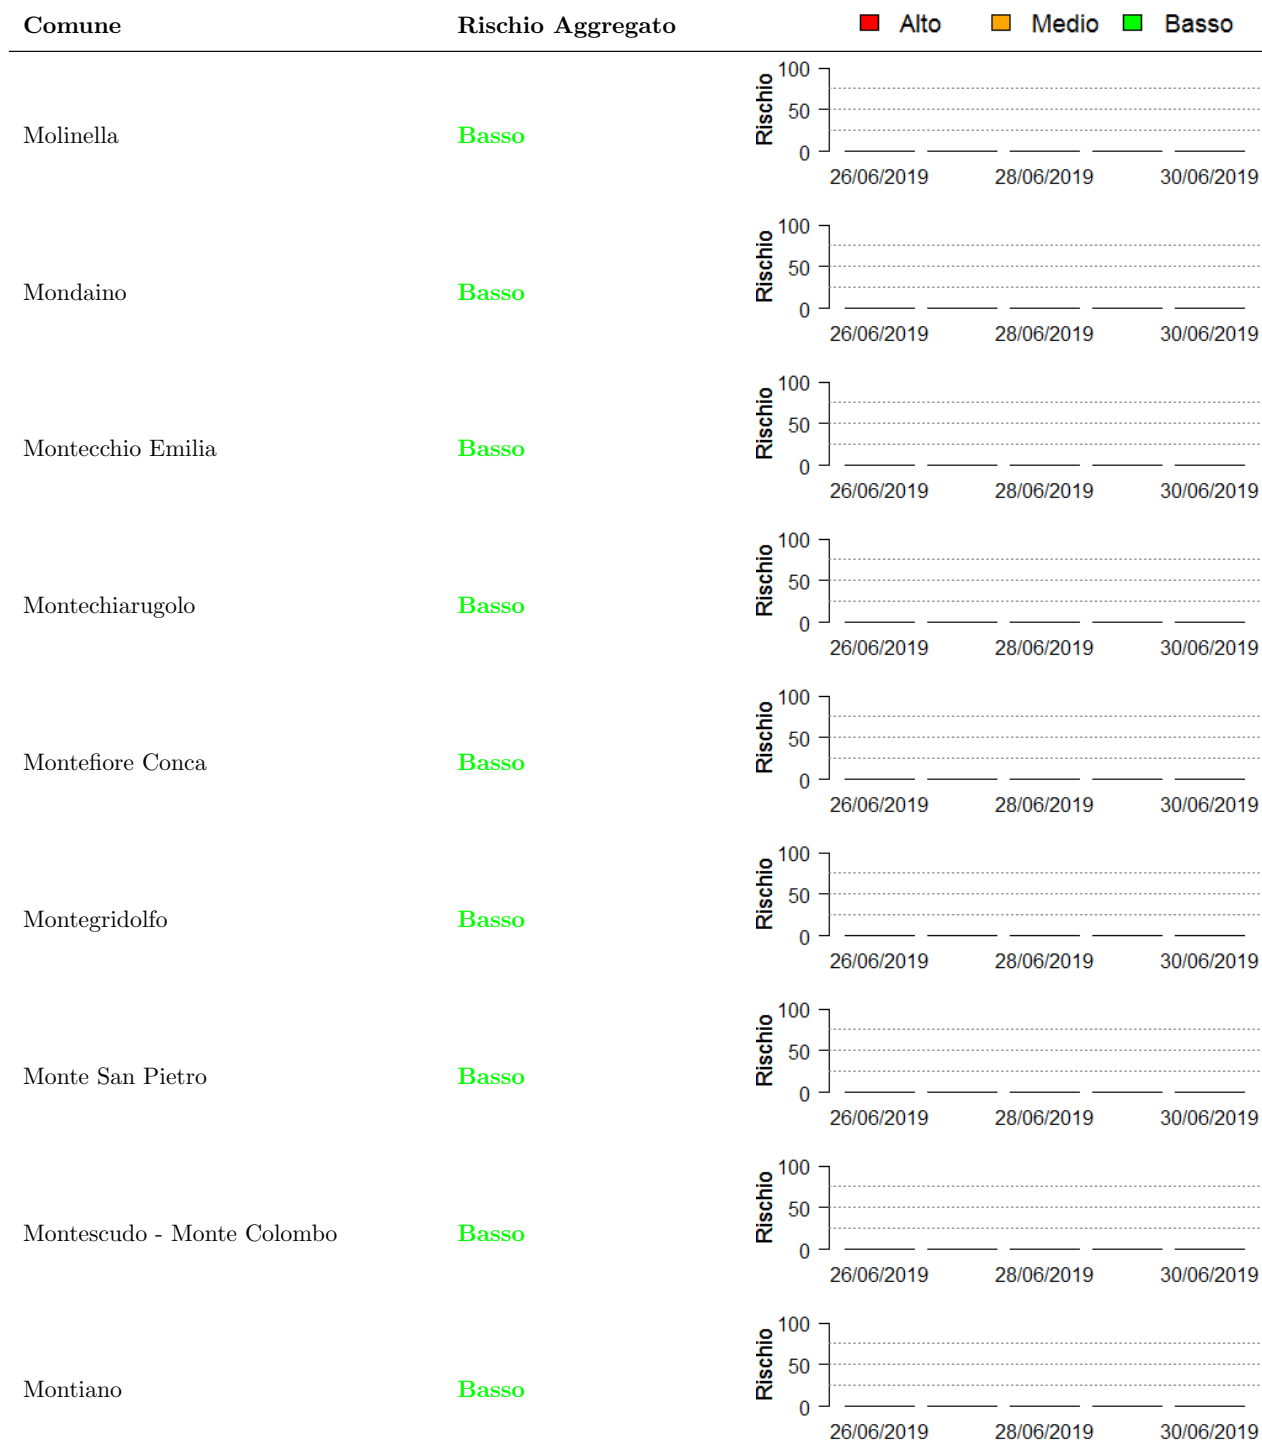 Comune Rischio Aggregato Alto Medio Basso
Molinella Basso Rischio 100 50 0
26/06/2019 28/06/2019 30/06/2019
Mondaino Basso Rischio 100 50 0
26/06/2019 28/06/2019 30/06/2019
Montecchio Emilia Basso Rischio 100 50 0
26/06/2019 28/06/2019 30/06/2019
Montechiarugolo Basso Rischio 100 50 0
26/06/2019 28/06/2019 30/06/2019
Montefiore Conca Basso Rischio 100 50 0
26/06/2019 28/06/2019 30/06/2019
Montegridolfo Basso Rischio 100 50 0
26/06/2019 28/06/2019 30/06/2019
Monte San Pietro Basso Rischio 100 50 0
26/06/2019 28/06/2019 30/06/2019
Montescudo - Monte Colombo Basso Rischio 100 50 0
26/06/2019 28/06/2019 30/06/2019
Montiano Basso Rischio 100 50 0
26/06/2019 28/06/2019 30/06/2019